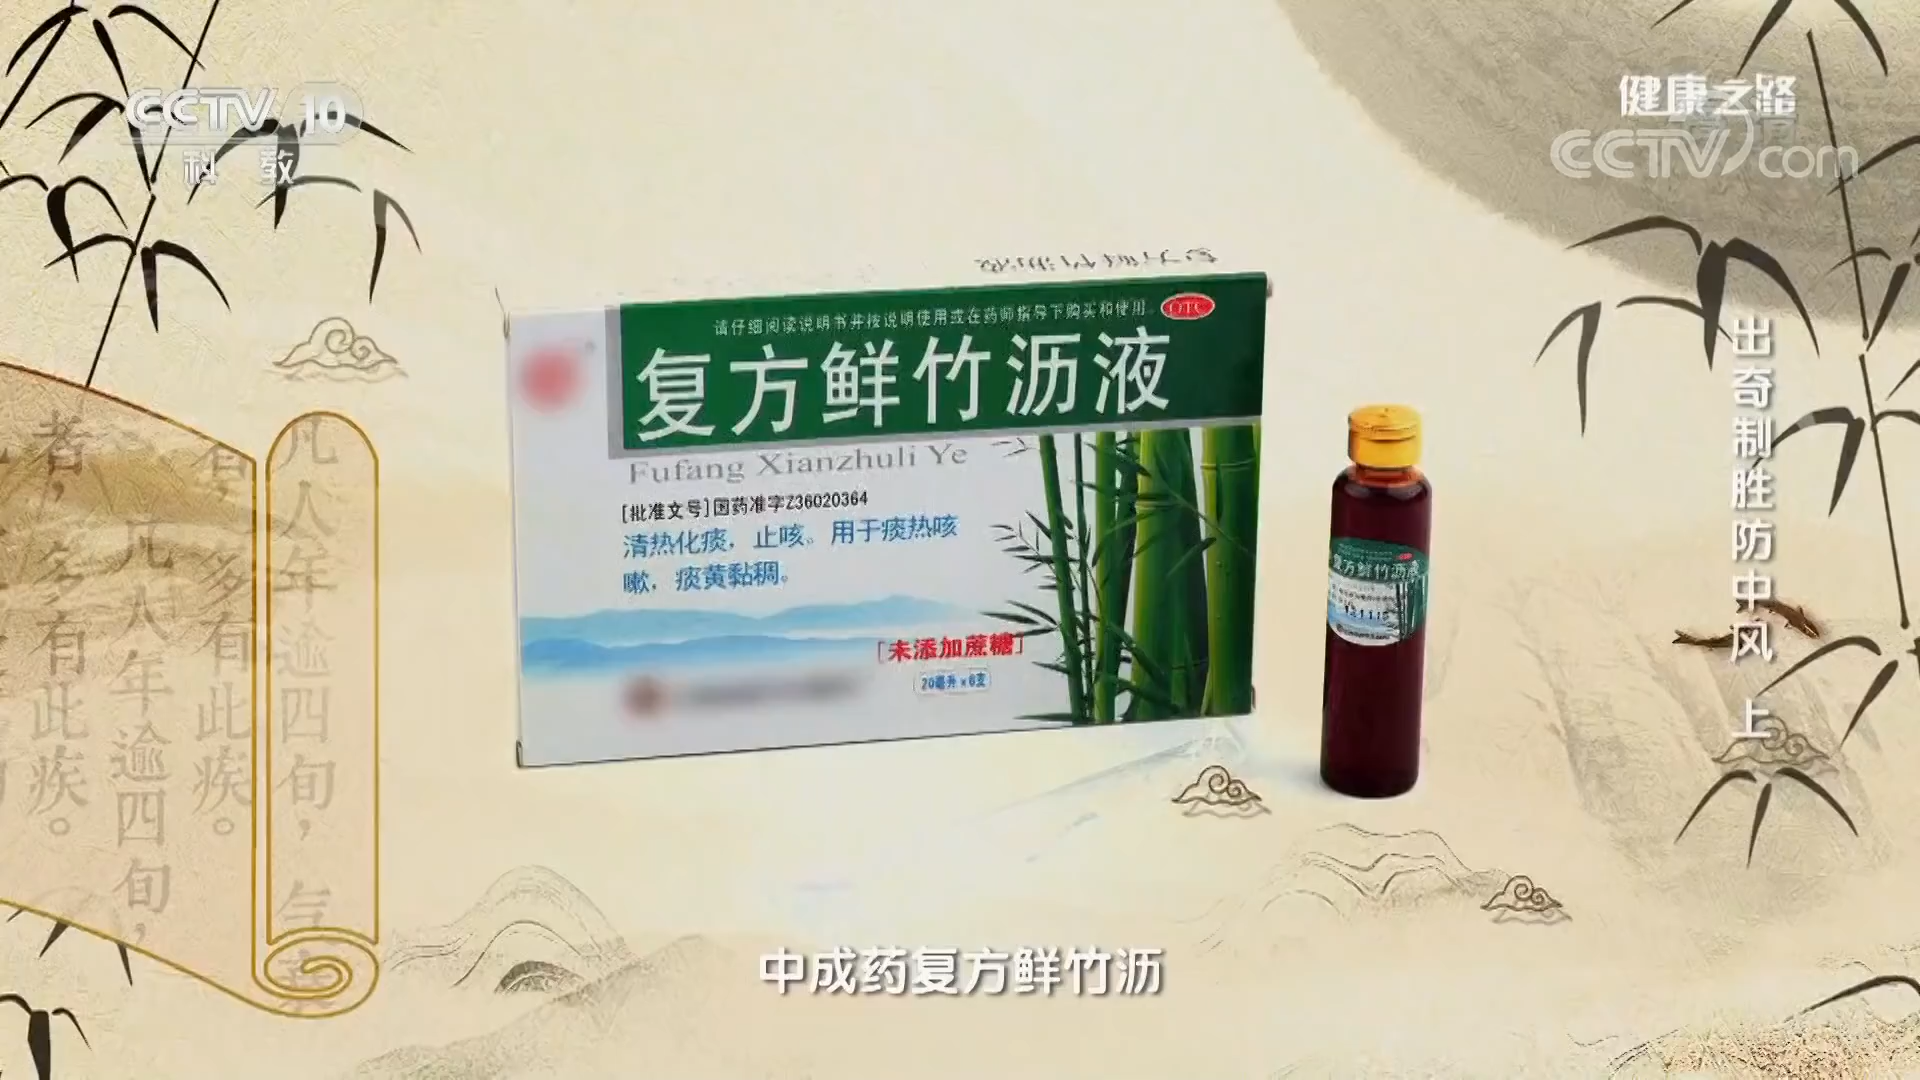 CCTV 10
科 教
健康之路
CCTV.com
请仔细阅读说明书并按说明使用或在药师指导下购买和使用
OTC
复方鲜竹沥液
Fufang Xianzhuli Ye
[批准文号]国药准字Z36020364
清热化痰，止咳。用于痰热咳
嗽，痰黄黏稠。
[未添加蔗糖]
20毫升×6支
复方鲜竹沥液
出奇制胜防中风 上
凡人年逾四旬，气衰
者，多有此疾。
凡人年逾四旬，
者，多有此疾。
中成药复方鲜竹沥